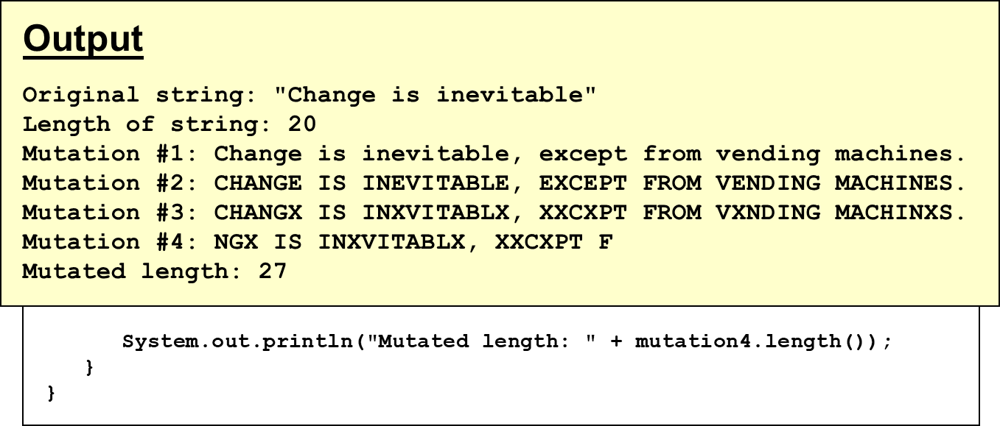 Output
Original string: "Change is inevitable"
Length of string: 20
Mutation #1: Change is inevitable, except from vending machines.
Mutation #2: CHANGE IS INEVITABLE, EXCEPT FROM VENDING MACHINES.
Mutation #3: CHANGX IS INXVITABLX, XXCXPT FROM VXNDING MACHINXS.
Mutation #4: NGX IS INXVITABLX, XXCXPT F
Mutated length: 27
System.out.println("Mutated length: " + mutation4.length());
}
}